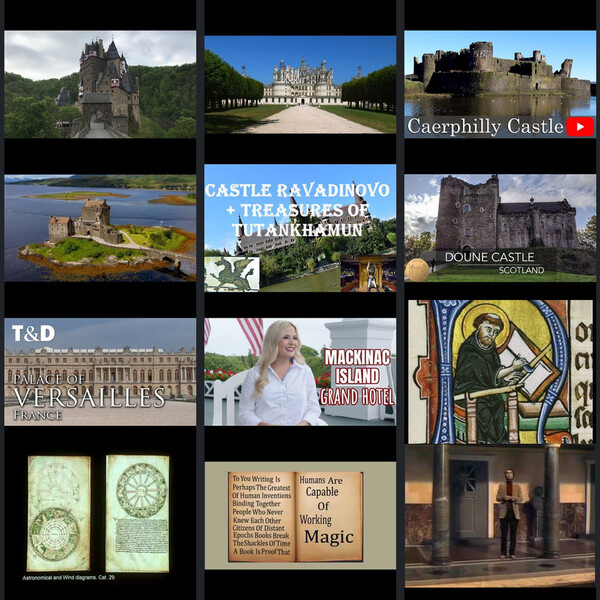 Caerphilly Castle
CASTLE RAVADINOVO
+ TREASURES OF
TUTANKHAMUN
DOUNE CASTLE
SCOTLAND
T&D
PALACE OF
VERSAILLES
FRANCE
MACKINAC
ISLAND
GRAND HOTEL
Astronomical and Wind diagrams. Cat. 29.
To You Writing Is
Perhaps The Greatest
Of Human Inventions
Binding Together
People Who Never
Knew Each Other
Citizens Of Distant
Epochs Books Break
The Shackles Of Time
A Book Is Proof That
Humans Are
Capable
Of
Working
Magic